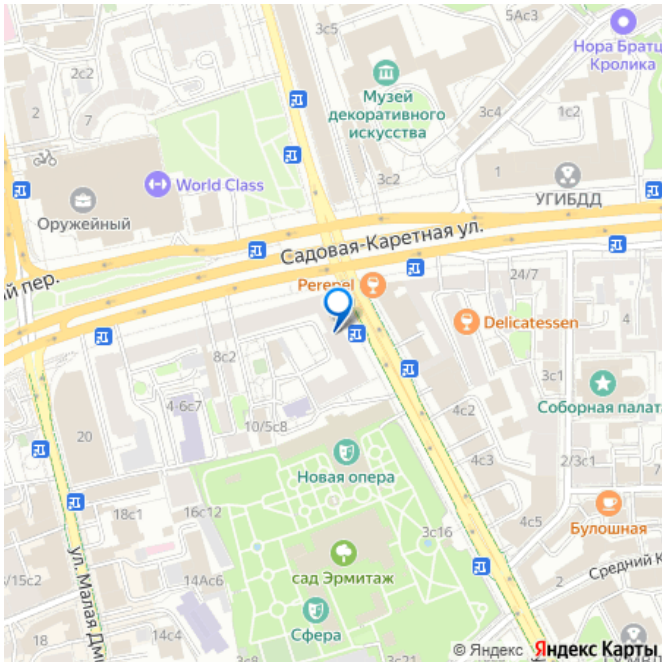 5Ас3
3с5
Нора Братц
Кролика
2с2
Музей
декоративного
искусства
2
7
3с4
1с2
World Class
3с2
1
УГИБДД
Оружейный
Садовая-Каретная ул.
ый пер.
24/7
Perepel
Delicatessen
8с2
3с1
4-6с7
4с2
Соборная палата
10/5с8
20
4с3
2/3с1
Новая опера
16с12
18с1
3с16
4с5
Булошная
сад Эрмитаж
Средний К
14Ас6
2
3/15с2
ул. Малая Дм
Сфера
14с4
18
© Яндекс Яндекс Карты